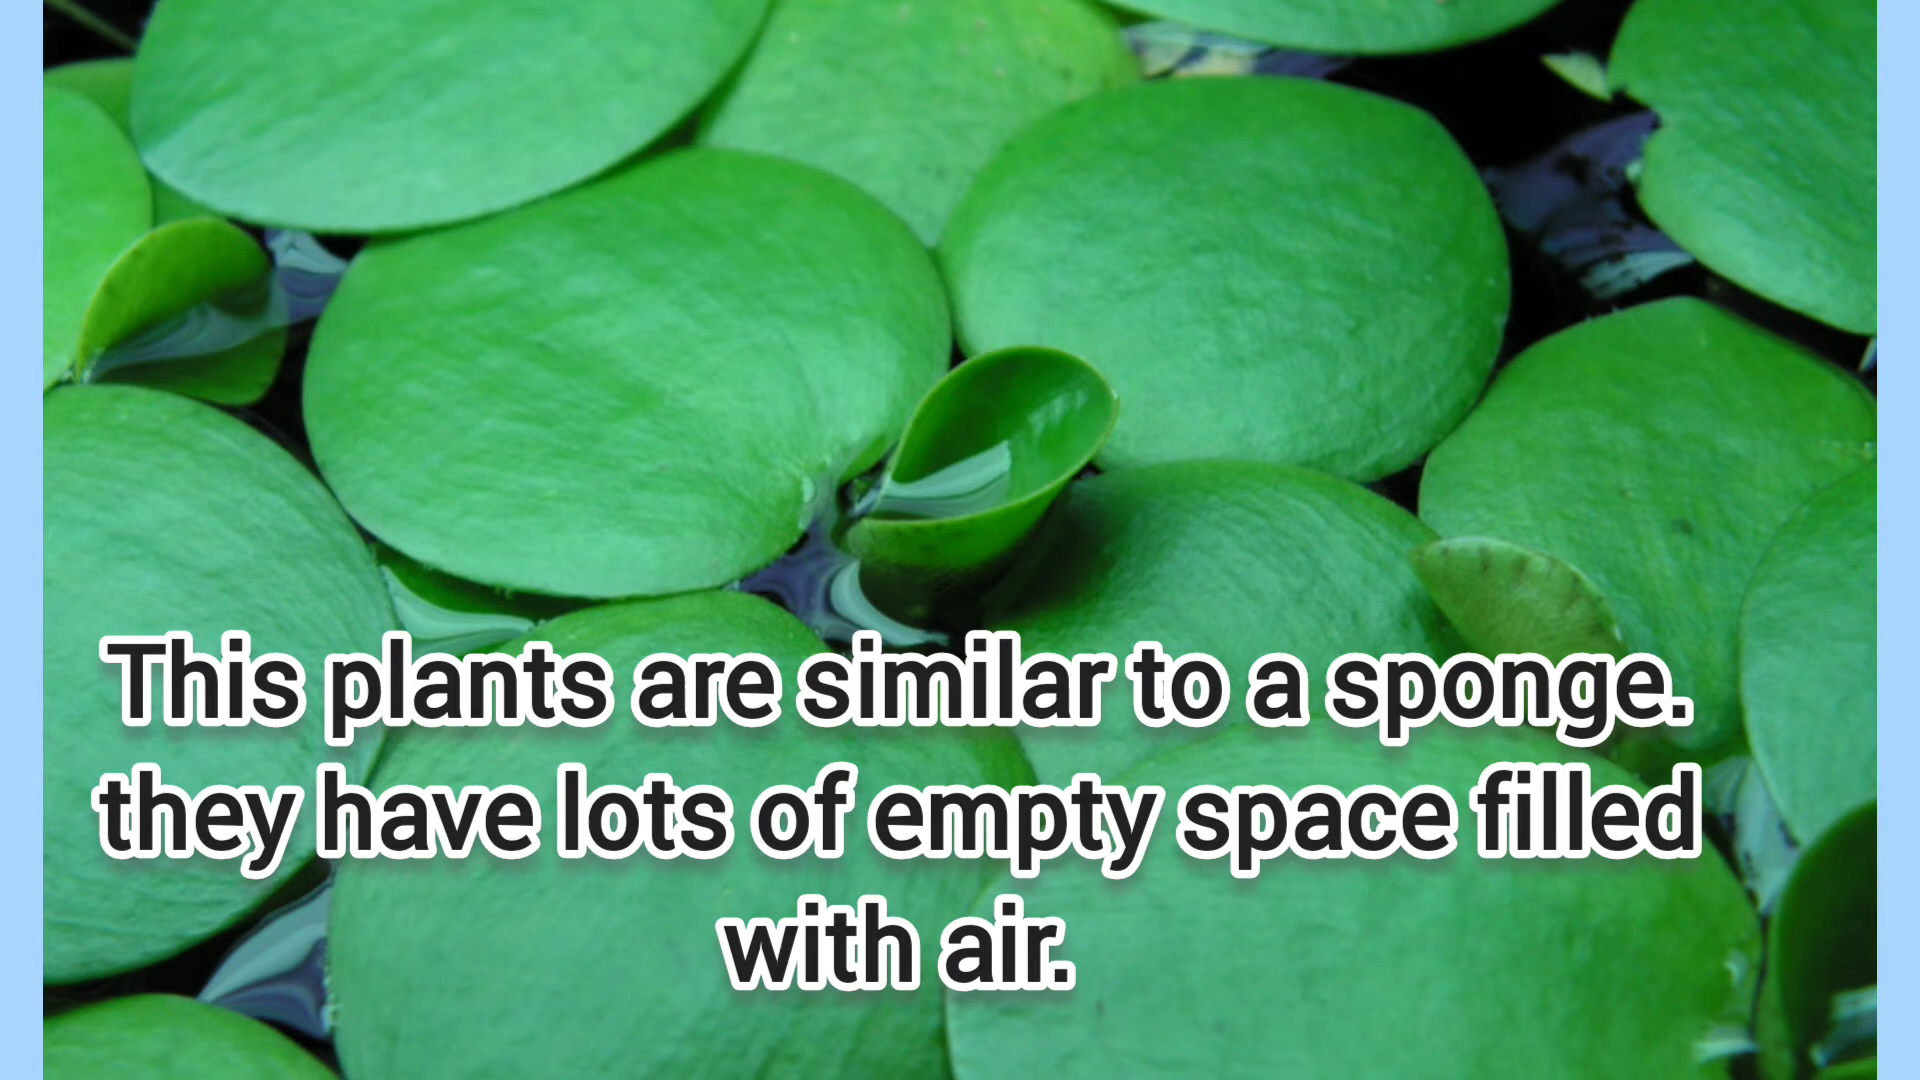 This plants are similar to a sponge.
they have lots of empty space filled
with air.